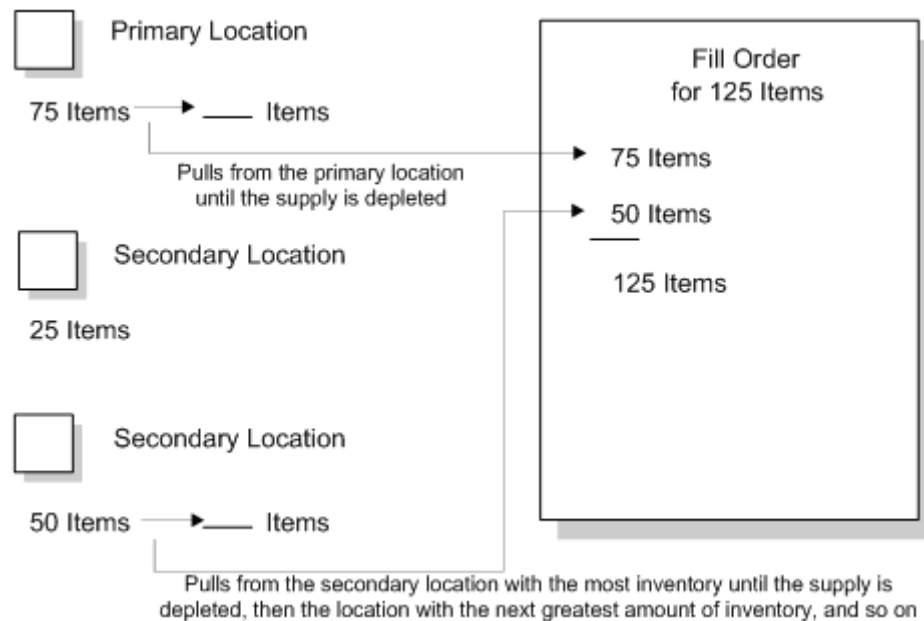 Primary Location
75 Items ____ Items
Pulls from the primary location
until the supply is depleted
Secondary Location
25 Items
Secondary Location
50 Items ____ Items
Pulls from the secondary location with the most inventory until the supply is
depleted, then the location with the next greatest amount of inventory, and so on
Fill Order
for 125 Items
75 Items
50 Items
125 Items